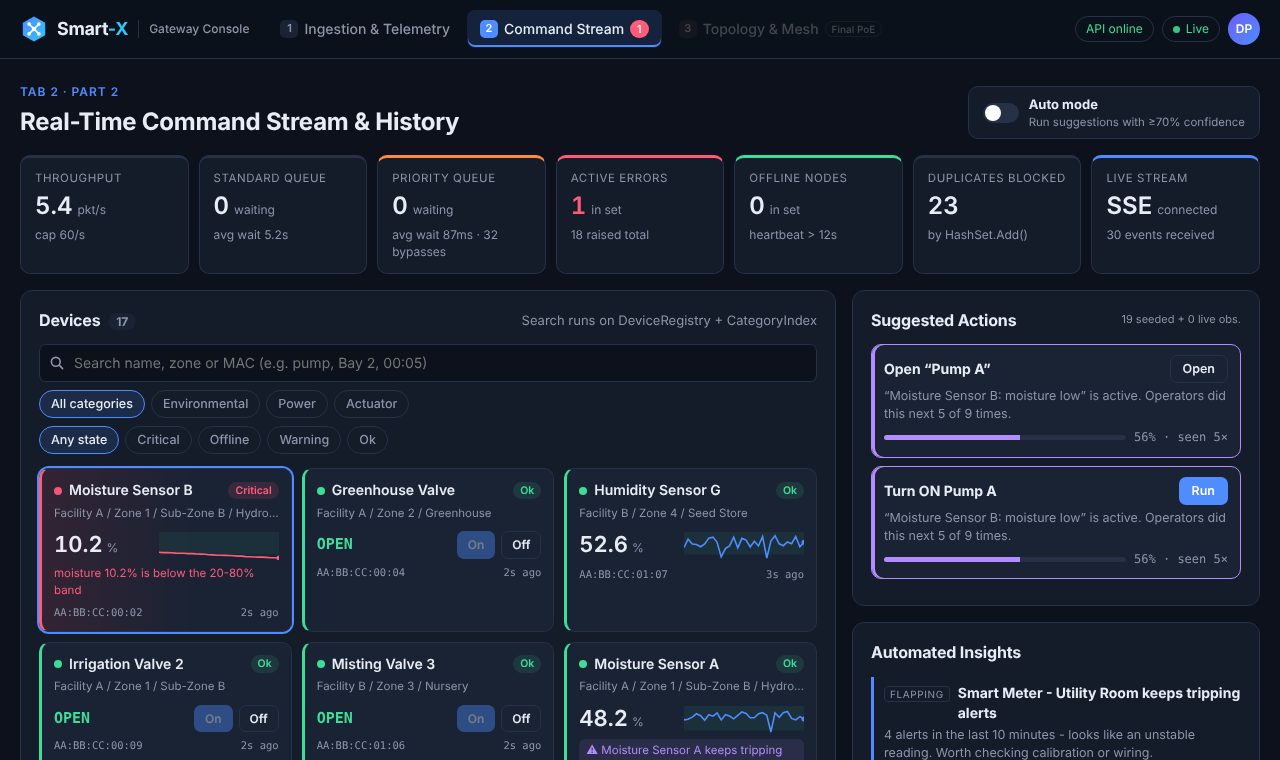 Smart-X
Gateway Console
1 Ingestion & Telemetry
2 Command Stream 1
3 Topology & Mesh Final PoE
API online
Live
DP
TAB 2 · PART 2
Real-Time Command Stream & History
Auto mode
Run suggestions with ≥70% confidence
THROUGHPUT
5.4 pkt/s
cap 60/s
STANDARD QUEUE
0 waiting
avg wait 5.2s
PRIORITY QUEUE
0 waiting
avg wait 87ms · 32
bypasses
ACTIVE ERRORS
1 in set
18 raised total
OFFLINE NODES
0 in set
heartbeat > 12s
DUPLICATES BLOCKED
23
by HashSet.Add()
LIVE STREAM
SSE connected
30 events received
Devices 17
Search runs on DeviceRegistry + CategoryIndex
Search name, zone or MAC (e.g. pump, Bay 2, 00:05)
All categories Environmental Power Actuator
Any state Critical Offline Warning Ok
Moisture Sensor B Critical
Facility A / Zone 1 / Sub-Zone B / Hydro...
10.2 %
moisture 10.2% is below the 20-80%
band
AA:BB:CC:00:02 2s ago
Greenhouse Valve Ok
Facility A / Zone 2 / Greenhouse
OPEN On Off
AA:BB:CC:00:04 2s ago
Humidity Sensor G Ok
Facility B / Zone 4 / Seed Store
52.6 %
AA:BB:CC:01:07 3s ago
Irrigation Valve 2 Ok
Facility A / Zone 1 / Sub-Zone B
OPEN On Off
AA:BB:CC:00:09 2s ago
Misting Valve 3 Ok
Facility B / Zone 3 / Nursery
OPEN On Off
AA:BB:CC:01:06 2s ago
Moisture Sensor A Ok
Facility A / Zone 1 / Sub-Zone B / Hydro...
48.2 %
Moisture Sensor A keeps tripping
Suggested Actions
19 seeded + 0 live obs.
Open “Pump A” Open
“Moisture Sensor B: moisture low” is active. Operators did
this next 5 of 9 times.
56% · seen 5×
Turn ON Pump A Run
“Moisture Sensor B: moisture low” is active. Operators did
this next 5 of 9 times.
56% · seen 5×
Automated Insights
FLAPPING Smart Meter - Utility Room keeps tripping
alerts
4 alerts in the last 10 minutes - looks like an unstable
reading. Worth checking calibration or wiring.